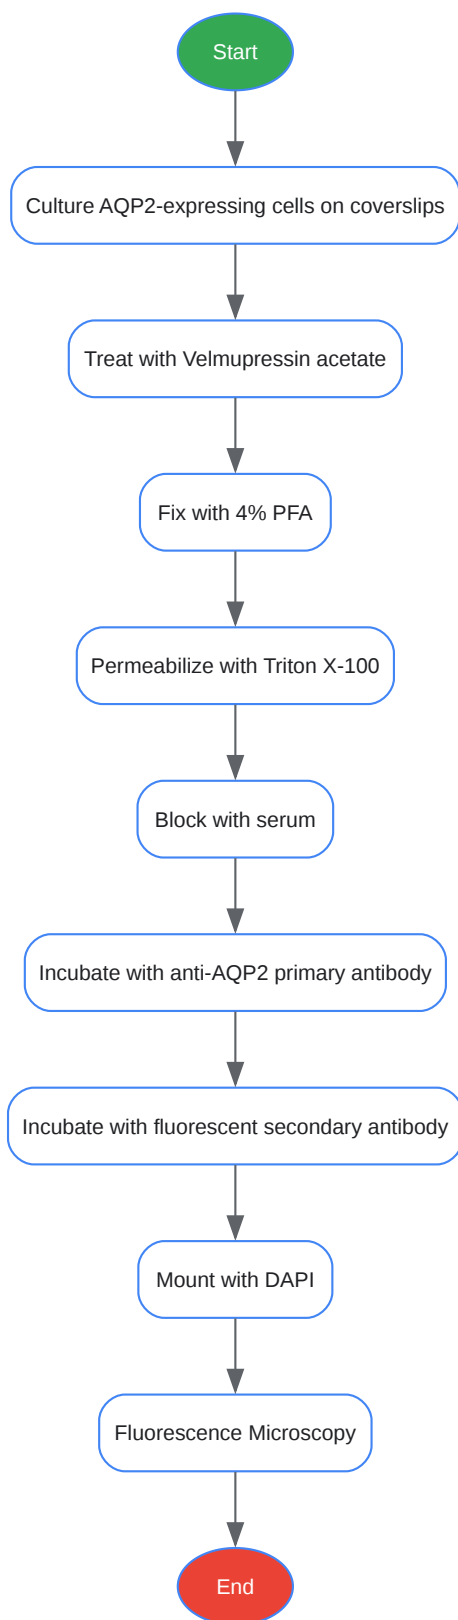 Start
Culture AQP2-expressing cells on coverslips
Treat with Velmupressin acetate
Fix with 4% PFA
Permeabilize with Triton X-100
Block with serum
Incubate with anti-AQP2 primary antibody
Incubate with fluorescent secondary antibody
Mount with DAPI
Fluorescence Microscopy
End